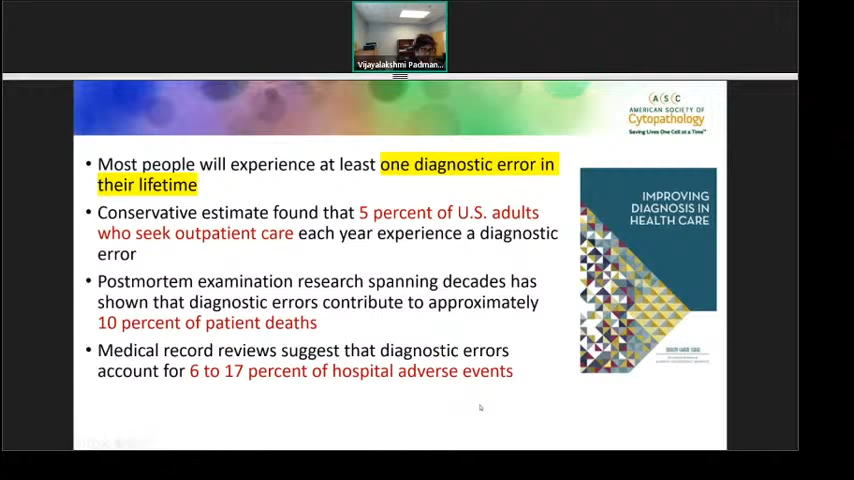 Vijayalakshmi Padman...
ASC
AMERICAN SOCIETY OF
Cytopathology
Saving Lives One Cell at a Time™
• Most people will experience at least one diagnostic error in
their lifetime
• Conservative estimate found that 5 percent of U.S. adults
who seek outpatient care each year experience a diagnostic
error
• Postmortem examination research spanning decades has
shown that diagnostic errors contribute to approximately
10 percent of patient deaths
• Medical record reviews suggest that diagnostic errors
account for 6 to 17 percent of hospital adverse events
IMPROVING
DIAGNOSIS IN
HEALTH CARE